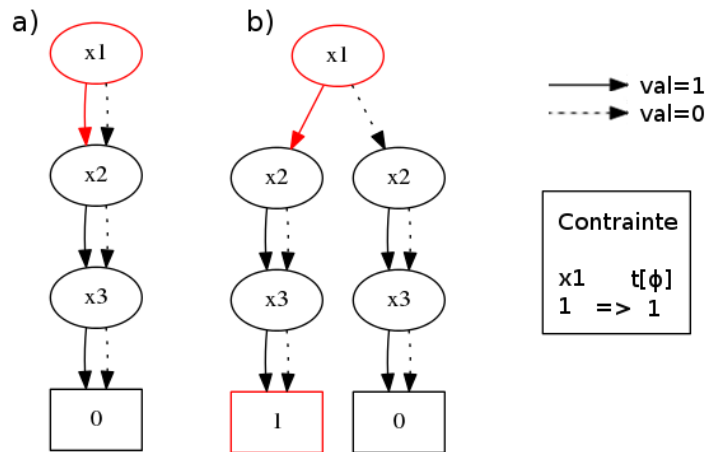 a)
x1
x2
x3
0
b)
x1
x2
x2
x3
x3
1
0
val=1
val=0
Contrainte
x1 t[ϕ]
1 => 1